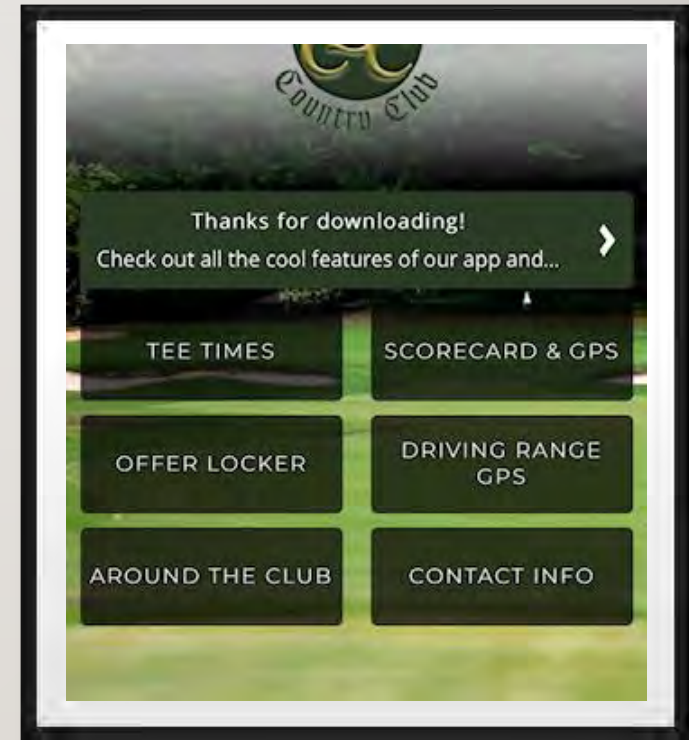 Country Club
Thanks for downloading!
Check out all the cool features of our app and...
TEE TIMES
SCORECARD & GPS
OFFER LOCKER
DRIVING RANGE
GPS
AROUND THE CLUB
CONTACT INFO